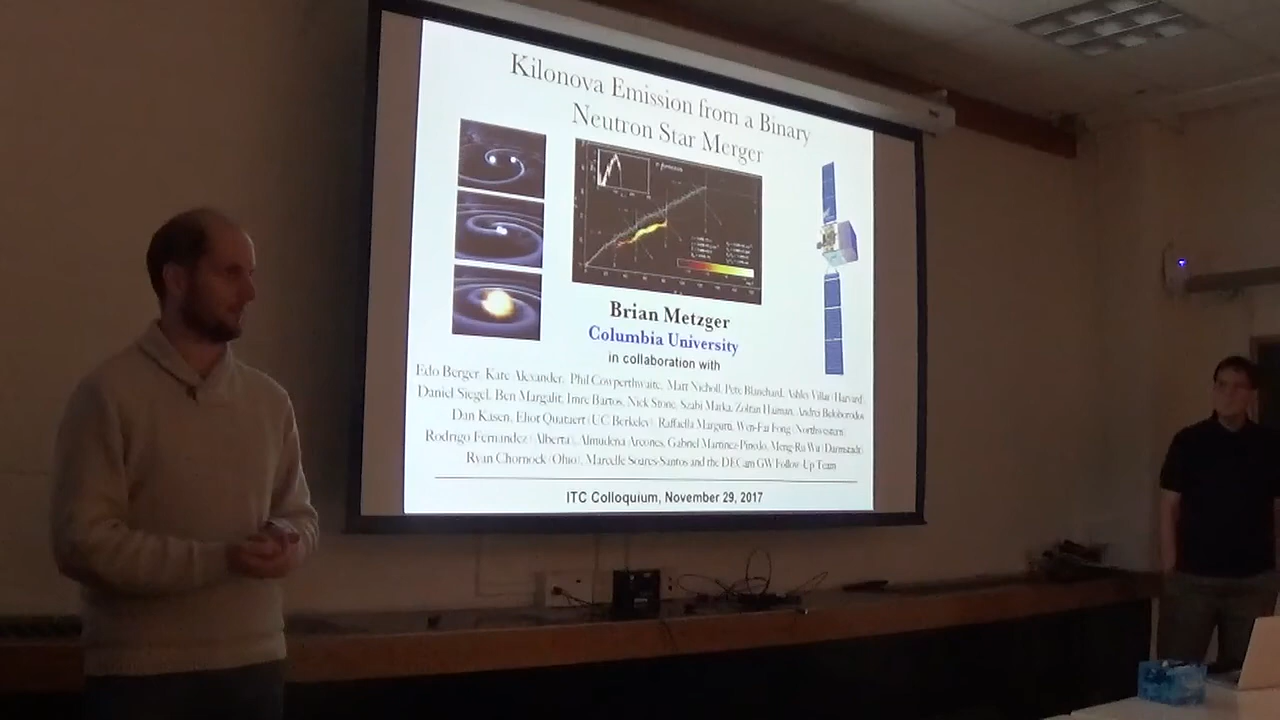 Kilonova Emission from a Binary
Neutron Star Merger
Brian Metzger
Columbia University
in collaboration with
Edo Berger, Kate Alexander, Phil Cowperthwaite, Matt Nicholl, Pete Blanchard, Ashley Villar (Harvard)
Daniel Siegel, Ben Margalit, Imre Bartos, Nick Stone, Szabi Marka, Zoltan Haiman, Andrei Beloborodov
Dan Kasen, Eliot Quataert (UC Berkeley), Raffaella Margutti, Wen-Fai Fong (Northwestern)
Rodrigo Fernandez (Alberta), Almudena Arcones, Gabriel Martinez-Pinedo, Meng-Ru Wu (Darmstadt)
Ryan Chornock (Ohio), Marcelle Soares-Santos and the DECam GW Follow-Up Team
ITC Colloquium, November 29, 2017